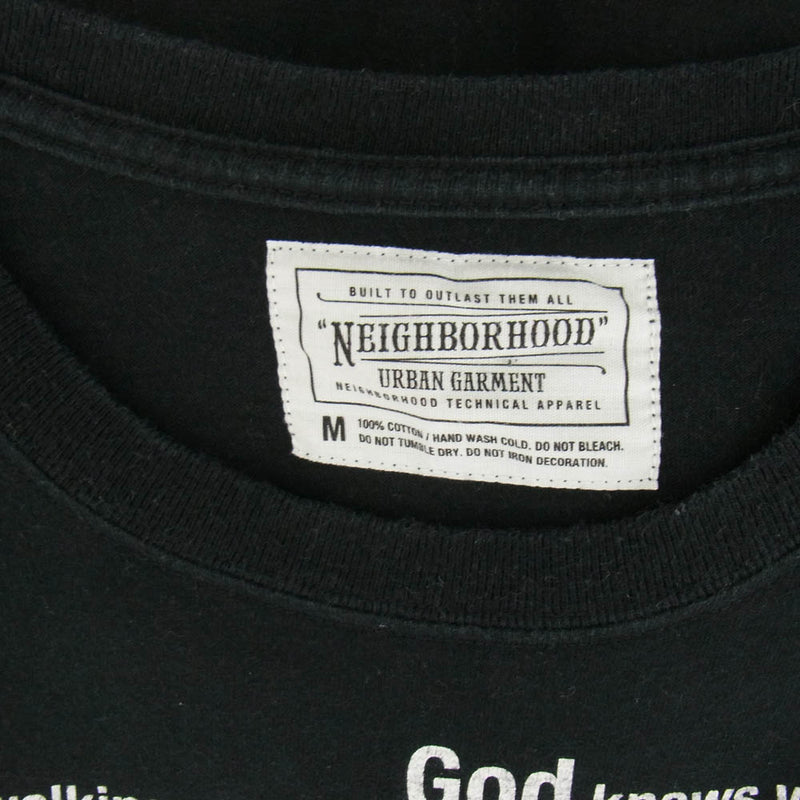 BUILT TO OUTLAST THEM ALL
"NEIGHBORHOOD"
URBAN GARMENT
NEIGHBORHOOD TECHNICAL APPAREL
M 100% COTTON / HAND WASH COLD. DO NOT BLEACH.
DO NOT TUMBLE DRY. DO NOT IRON DECORATION.
God knows